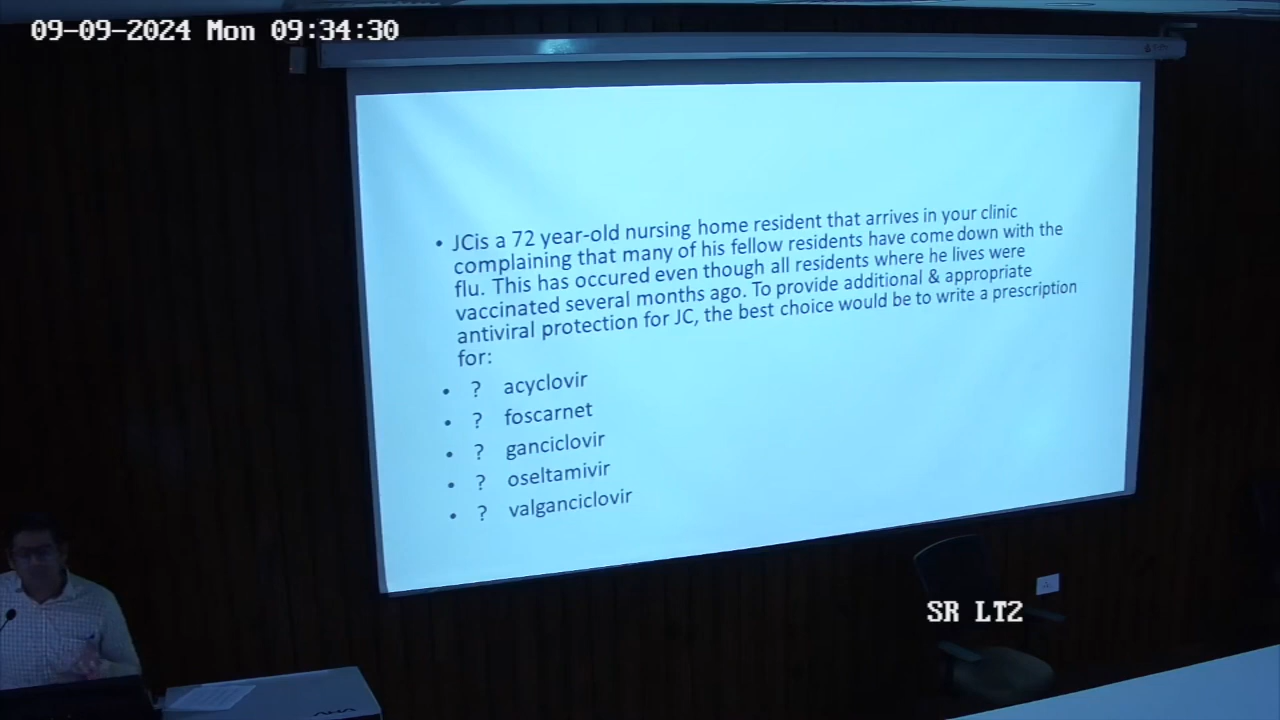 09-09-2024 Mon 09:34:30
• JCis a 72 year-old nursing home resident that arrives in your clinic
complaining that many of his fellow residents have come down with the
flu. This has occured even though all residents where he lives were
vaccinated several months ago. To provide additional & appropriate
antiviral protection for JC, the best choice would be to write a prescription
for:
• ? acyclovir
• ? foscarnet
• ? ganciclovir
• ? oseltamivir
• ? valganciclovir
SR LT2